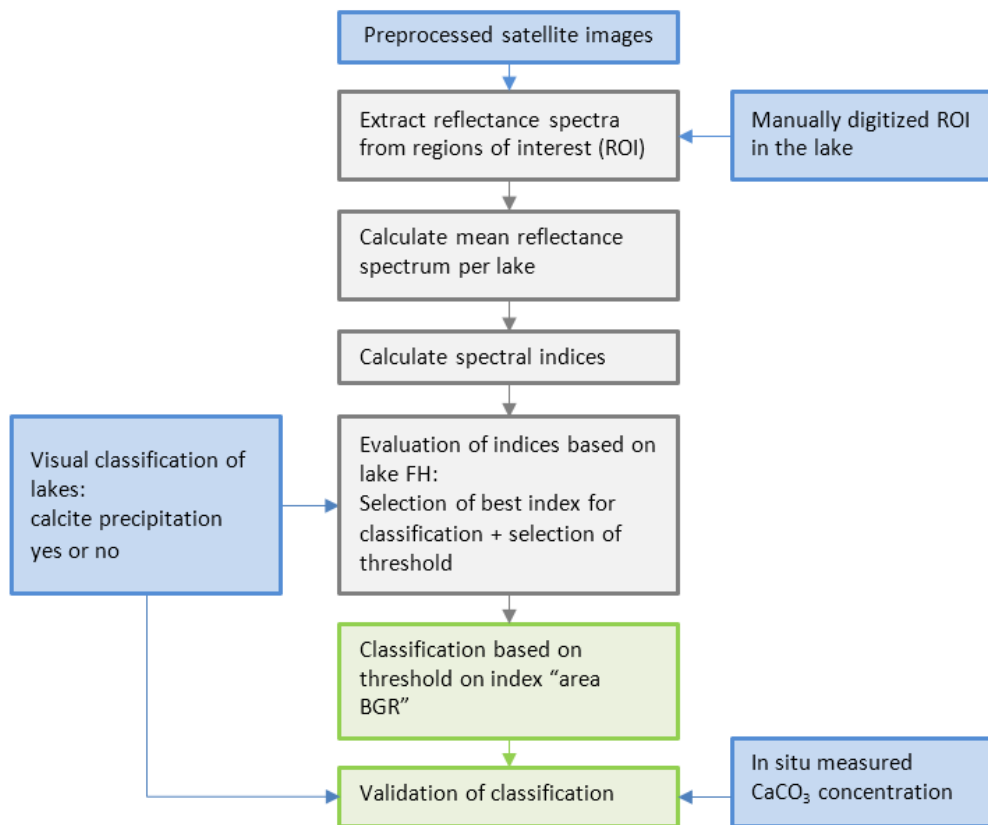 Preprocessed satellite images
Extract reflectance spectra
from regions of interest (ROI)
Manually digitized ROI
in the lake
Calculate mean reflectance
spectrum per lake
Calculate spectral indices
Visual classification of
lakes:
calcite precipitation
yes or no
Evaluation of indices based on
lake FH:
Selection of best index for
classification + selection of
threshold
Classification based on
threshold on index “area
BGR”
Validation of classification
In situ measured
CaCO₃ concentration